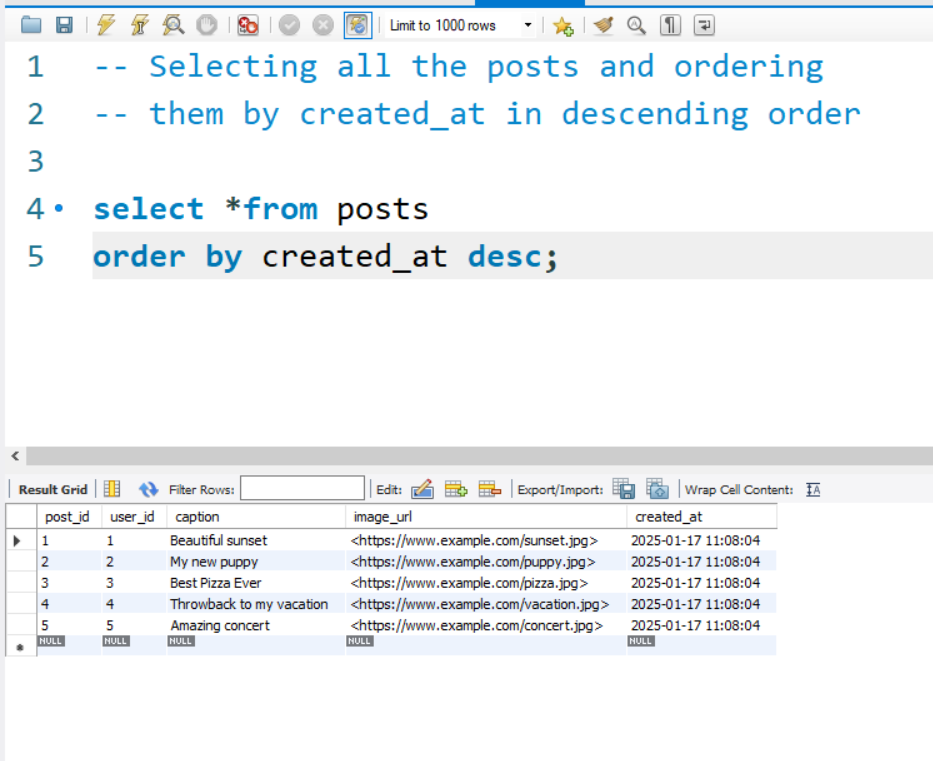 Limit to 1000 rows
1 -- Selecting all the posts and ordering
2 -- them by created_at in descending order
3
4 select *from posts
5 order by created_at desc;
Result Grid Filter Rows: Edit: Export/Import: Wrap Cell Content: IA
post_id user_id caption image_url created_at
1 1 Beautiful sunset <https://www.example.com/sunset.jpg> 2025-01-17 11:08:04
2 2 My new puppy <https://www.example.com/puppy.jpg> 2025-01-17 11:08:04
3 3 Best Pizza Ever <https://www.example.com/pizza.jpg> 2025-01-17 11:08:04
4 4 Throwback to my vacation <https://www.example.com/vacation.jpg> 2025-01-17 11:08:04
5 5 Amazing concert <https://www.example.com/concert.jpg> 2025-01-17 11:08:04
NULL NULL NULL NULL NULL